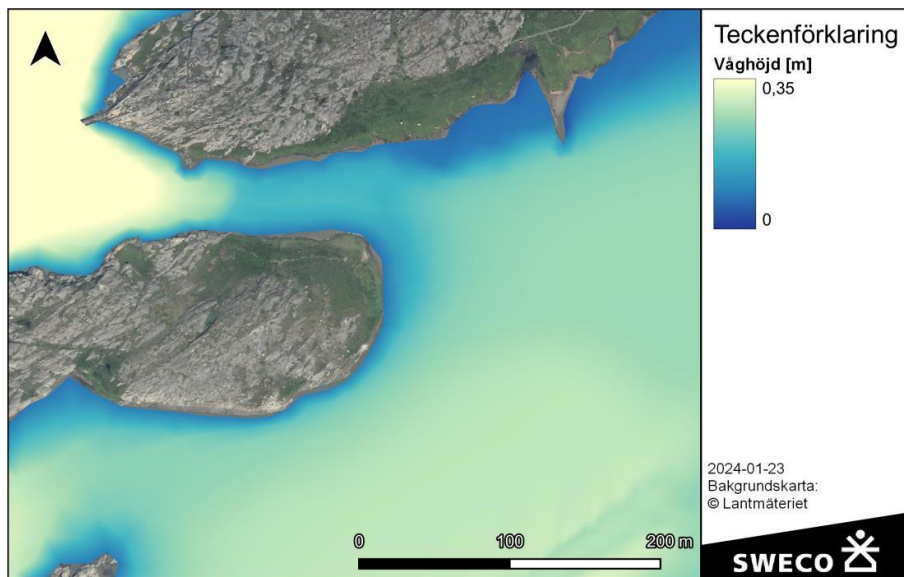 Teckenförklaring
Våghöjd [m]
0,35
0
2024-01-23
Bakgrundskarta:
© Lantmäteriet
0 100 200 m
SWECO